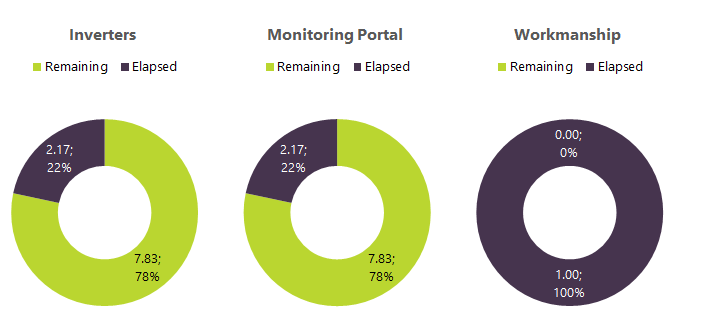 Inverters
Remaining Elapsed
2.17;
22%
7.83;
78%
Monitoring Portal
Remaining Elapsed
2.17;
22%
7.83;
78%
Workmanship
Remaining Elapsed
0.00;
0%
1.00;
100%